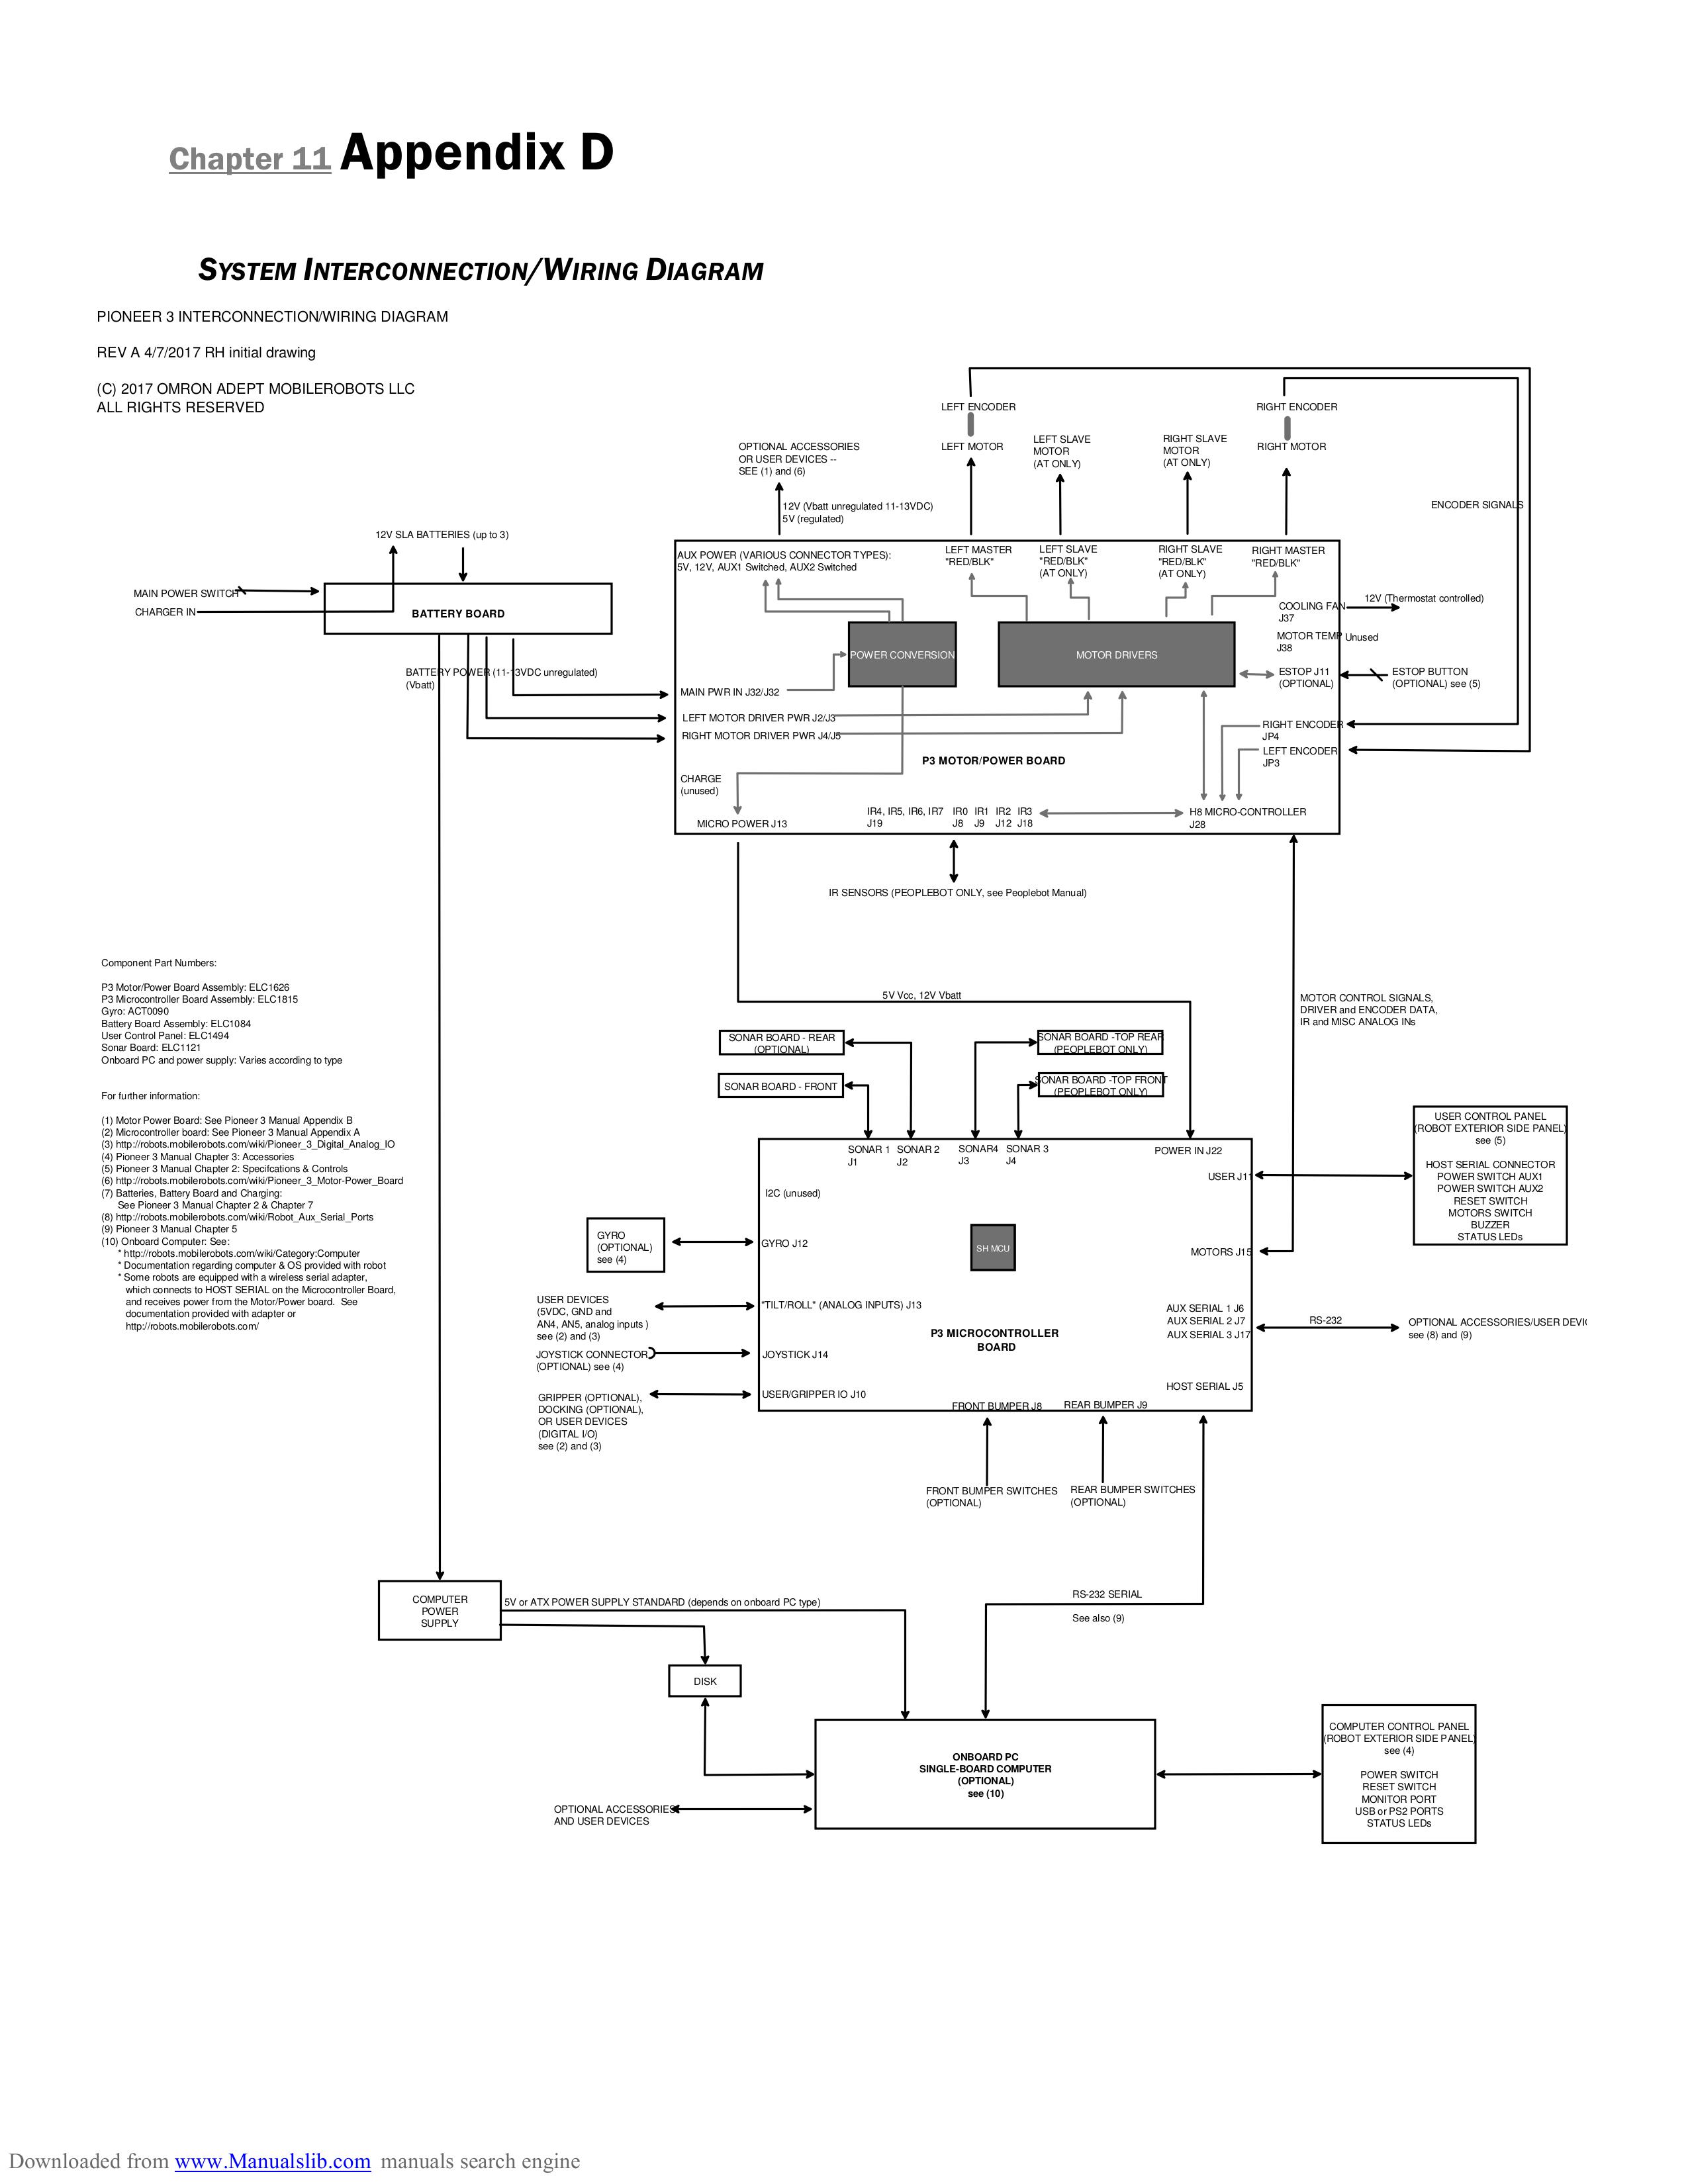 Chapter 11 Appendix D
SYSTEM INTERCONNECTION/WIRING DIAGRAM
PIONEER 3 INTERCONNECTION/WIRING DIAGRAM
REV A 4/7/2017 RH initial drawing
(C) 2017 OMRON ADEPT MOBILEROBOTS LLC
ALL RIGHTS RESERVED
LEFT ENCODER
RIGHT ENCODER
LEFT MOTOR
LEFT SLAVE
MOTOR
(AT ONLY)
RIGHT SLAVE
MOTOR
(AT ONLY)
RIGHT MOTOR
OPTIONAL ACCESSORIES
OR USER DEVICES --
SEE (1) and (6)
12V (Vbatt unregulated 11-13VDC)
5V (regulated)
ENCODER SIGNALS
12V SLA BATTERIES (up to 3)
MAIN POWER SWITCH
CHARGER IN
BATTERY BOARD
BATTERY POWER (11-13VDC unregulated)
(Vbatt)
AUX POWER (VARIOUS CONNECTOR TYPES):
5V, 12V, AUX1 Switched, AUX2 Switched
LEFT MASTER
"RED/BLK"
LEFT SLAVE
"RED/BLK"
(AT ONLY)
RIGHT SLAVE
"RED/BLK"
(AT ONLY)
RIGHT MASTER
"RED/BLK"
COOLING FAN
J37
12V (Thermostat controlled)
MOTOR TEMP
J38
Unused
POWER CONVERSION
MOTOR DRIVERS
ESTOP J11
(OPTIONAL)
ESTOP BUTTON
(OPTIONAL) see (5)
MAIN PWR IN J32/J32
LEFT MOTOR DRIVER PWR J2/J3
RIGHT MOTOR DRIVER PWR J4/J5
RIGHT ENCODER
JP4
LEFT ENCODER
JP3
P3 MOTOR/POWER BOARD
CHARGE
(unused)
MICRO POWER J13
IR4, IR5, IR6, IR7
J19
IR0
J8
IR1
J9
IR2
J12
IR3
J18
H8 MICRO-CONTROLLER
J28
IR SENSORS (PEOPLEBOT ONLY, see Peoplebot Manual)
Component Part Numbers:
P3 Motor/Power Board Assembly: ELC1626
P3 Microcontroller Board Assembly: ELC1815
Gyro: ACT0090
Battery Board Assembly: ELC1084
User Control Panel: ELC1494
Sonar Board: ELC1121
Onboard PC and power supply: Varies according to type
For further information:
(1) Motor Power Board: See Pioneer 3 Manual Appendix B
(2) Microcontroller board: See Pioneer 3 Manual Appendix A
(3) http://robots.mobilerobots.com/wiki/Pioneer_3_Digital_Analog_IO
(4) Pioneer 3 Manual Chapter 3: Accessories
(5) Pioneer 3 Manual Chapter 2: Specifcations & Controls
(6) http://robots.mobilerobots.com/wiki/Pioneer_3_Motor-Power_Board
(7) Batteries, Battery Board and Charging:
See Pioneer 3 Manual Chapter 2 & Chapter 7
(8) http://robots.mobilerobots.com/wiki/Robot_Aux_Serial_Ports
(9) Pioneer 3 Manual Chapter 5
(10) Onboard Computer: See:
* http://robots.mobilerobots.com/wiki/Category:Computer
* Documentation regarding computer & OS provided with robot
* Some robots are equipped with a wireless serial adapter,
which connects to HOST SERIAL on the Microcontroller Board,
and receives power from the Motor/Power board. See
documentation provided with adapter or
http://robots.mobilerobots.com/
5V Vcc, 12V Vbatt
MOTOR CONTROL SIGNALS,
DRIVER and ENCODER DATA,
IR and MISC ANALOG INs
SONAR BOARD - REAR
(OPTIONAL)
SONAR BOARD -TOP REAR
(PEOPLEBOT ONLY)
SONAR BOARD - FRONT
SONAR BOARD -TOP FRONT
(PEOPLEBOT ONLY)
SONAR 1
J1
SONAR 2
J2
SONAR4
J3
SONAR 3
J4
POWER IN J22
USER J11
USER CONTROL PANEL
(ROBOT EXTERIOR SIDE PANEL)
see (5)
HOST SERIAL CONNECTOR
POWER SWITCH AUX1
POWER SWITCH AUX2
RESET SWITCH
MOTORS SWITCH
BUZZER
STATUS LEDs
I2C (unused)
GYRO
(OPTIONAL)
see (4)
GYRO J12
SH MCU
MOTORS J15
USER DEVICES
(5VDC, GND and
AN4, AN5, analog inputs )
see (2) and (3)
"TILT/ROLL" (ANALOG INPUTS) J13
AUX SERIAL 1 J6
AUX SERIAL 2 J7
AUX SERIAL 3 J17
RS-232
OPTIONAL ACCESSORIES/USER DEVIC
see (8) and (9)
P3 MICROCONTROLLER
BOARD
JOYSTICK CONNECTOR
(OPTIONAL) see (4)
JOYSTICK J14
HOST SERIAL J5
GRIPPER (OPTIONAL),
DOCKING (OPTIONAL),
OR USER DEVICES
(DIGITAL I/O)
see (2) and (3)
USER/GRIPPER IO J10
FRONT BUMPER J8
REAR BUMPER J9
FRONT BUMPER SWITCHES
(OPTIONAL)
REAR BUMPER SWITCHES
(OPTIONAL)
COMPUTER
POWER
SUPPLY
5V or ATX POWER SUPPLY STANDARD (depends on onboard PC type)
RS-232 SERIAL
See also (9)
DISK
ONBOARD PC
SINGLE-BOARD COMPUTER
(OPTIONAL)
see (10)
OPTIONAL ACCESSORIES
AND USER DEVICES
COMPUTER CONTROL PANEL
(ROBOT EXTERIOR SIDE PANEL)
see (4)
POWER SWITCH
RESET SWITCH
MONITOR PORT
USB or PS2 PORTS
STATUS LEDs
Downloaded from www.Manualslib.com manuals search engine